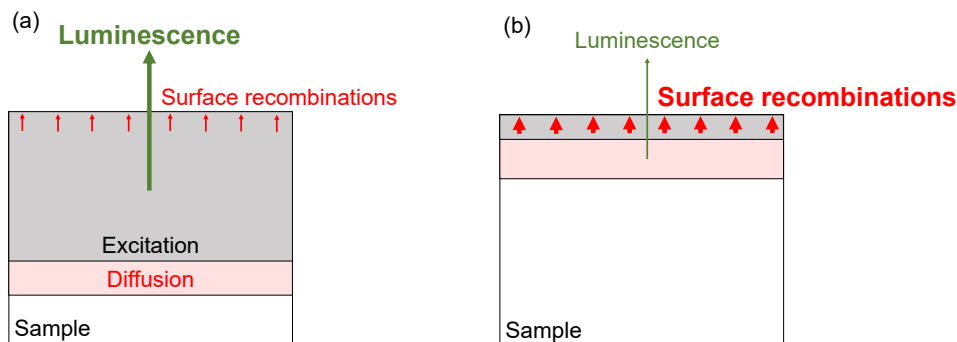 (a)
Luminescence
Surface recombinations
Excitation
Diffusion
Sample
(b)
Luminescence
Surface recombinations
Sample